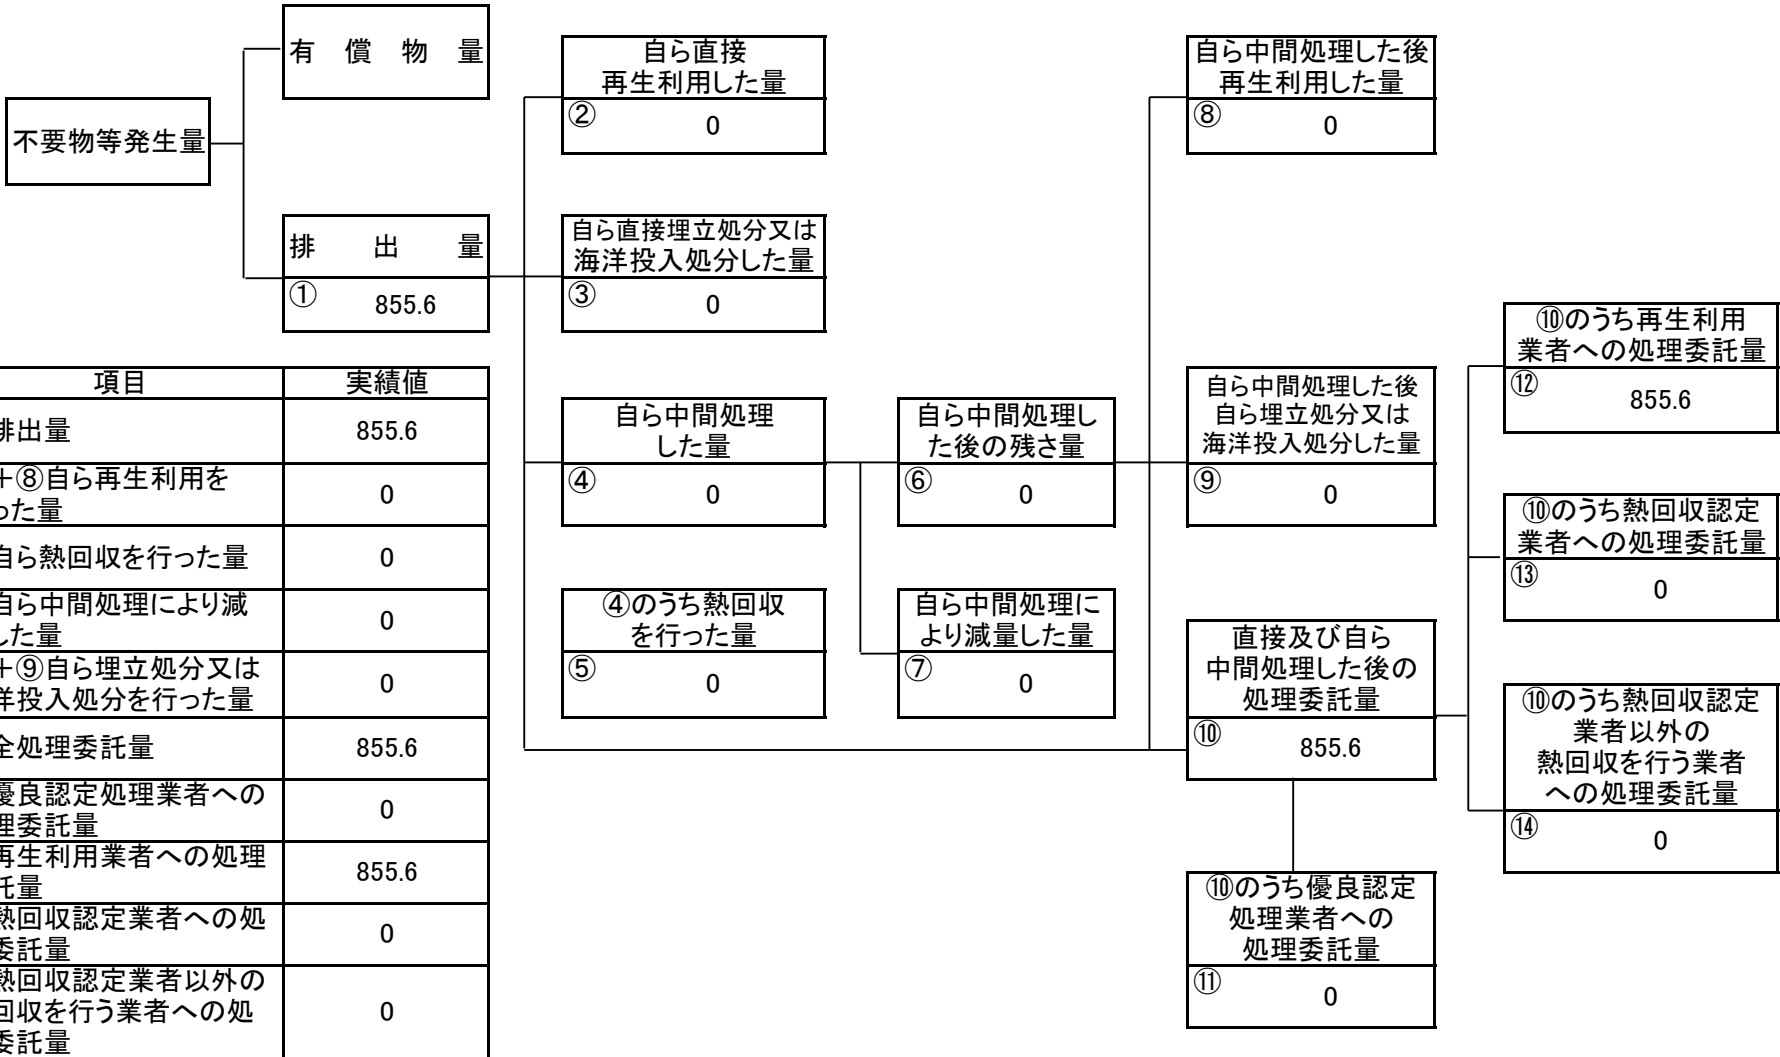 有償物量
不要物等発生量
排出量
①
855.6
自ら直接
再生利用した量
②
0
自ら直接埋立処分又は
海洋投入処分した量
③
0
自ら中間処理
した量
④
0
④のうち熱回収
を行った量
⑤
0
自ら中間処理し
た後の残さ量
⑥
0
自ら中間処理に
より減量した量
⑦
0
自ら中間処理した後
再生利用した量
⑧
0
自ら中間処理した後
自ら埋立処分又は
海洋投入処分した量
⑨
0
直接及び自ら
中間処理した後の
処理委託量
⑩
855.6
⑩のうち優良認定
処理業者への
処理委託量
⑪
0
⑩のうち再生利用
業者への処理委託量
⑫
855.6
⑩のうち熱回収認定
業者への処理委託量
⑬
0
⑩のうち熱回収認定
業者以外の
熱回収を行う業者
への処理委託量
⑭
0
項目 実績値
排出量 855.6
+⑧自ら再生利用を
った量 0
自ら熱回収を行った量 0
自ら中間処理により減
した量 0
+⑨自ら埋立処分又は
洋投入処分を行った量 0
全処理委託量 855.6
優良認定処理業者への
理委託量 0
再生利用業者への処理
託量 855.6
熱回収認定業者への処
委託量 0
熱回収認定業者以外の
回収を行う業者への処
委託量 0